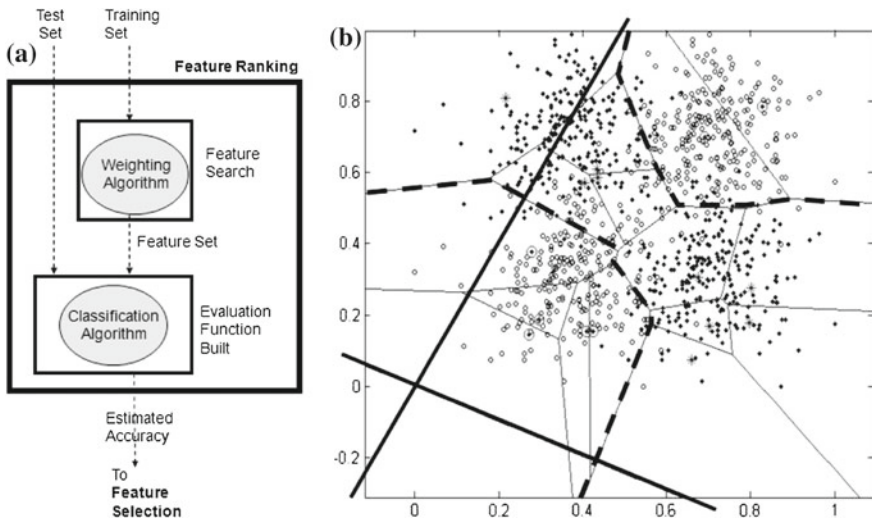 (a)
Test
Set
Training
Set
Feature Ranking
Weighting
Algorithm
Feature
Search
Feature Set
Classification
Algorithm
Evaluation
Function
Built
Estimated
Accuracy
To
Feature
Selection
(b)
0.8
0.6
0.4
0.2
0
-0.2
0 0.2 0.4 0.6 0.8 1